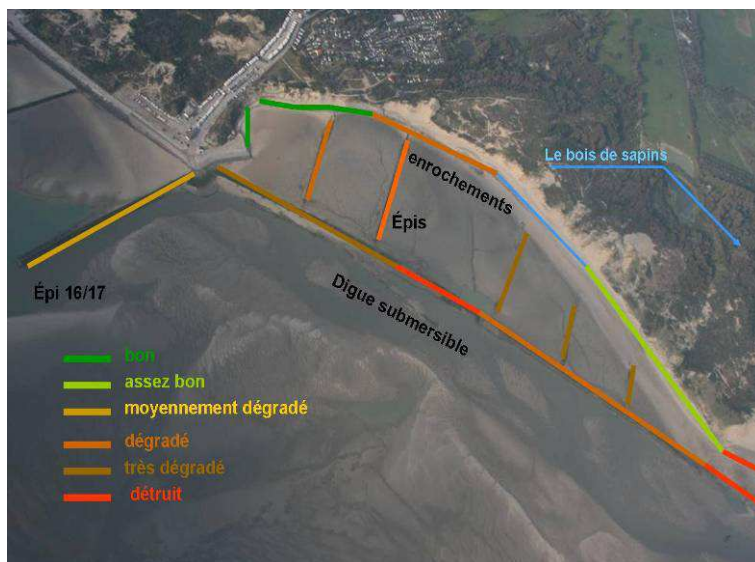 Le bois de sapins
enrochements
Épis
Épi 16/17
Digue submersible
bon
assez bon
moyennement dégradé
dégradé
très dégradé
détruit